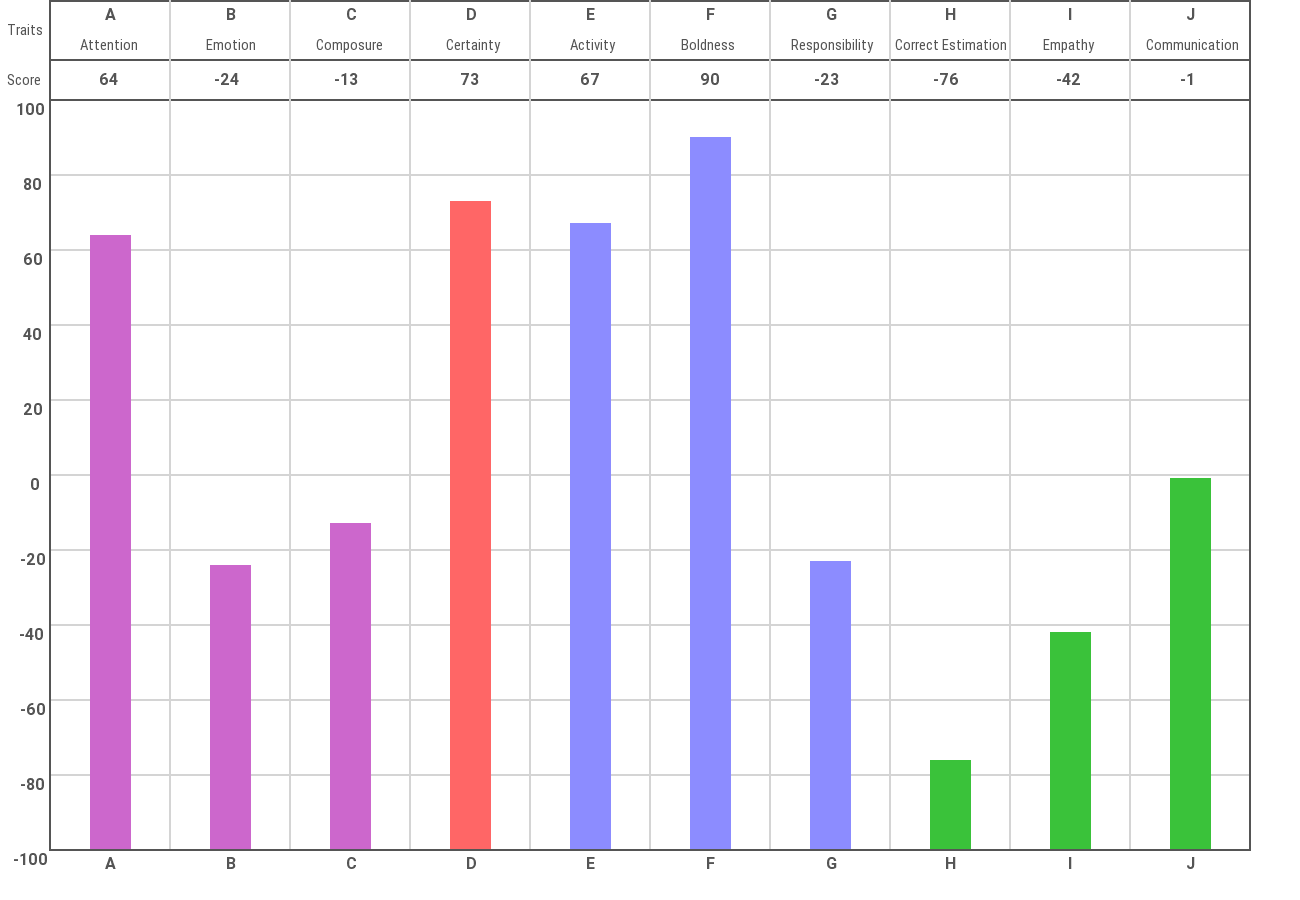 A B C D E F G H I J
Traits
Attention Emotion Composure Certainty Activity Boldness Responsibility Correct Estimation Empathy Communication
Score 64 -24 -13 73 67 90 -23 -76 -42 -1
100
80
60
40
20
0
-20
-40
-60
-80
-100
A B C D E F G H I J